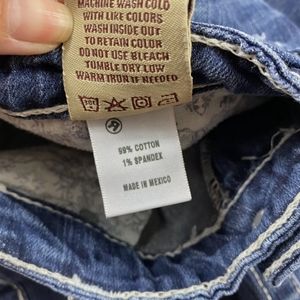 MACHINE WASH COLD
WITH LIKE COLORS
WASH INSIDE OUT
TO RETAIN COLOR
DO NOT USE BLEACH
TUMBLE DRY LOW
WARM IRON IF NEEDED
99% COTTON
1% SPANDEX
MADE IN MEXICO